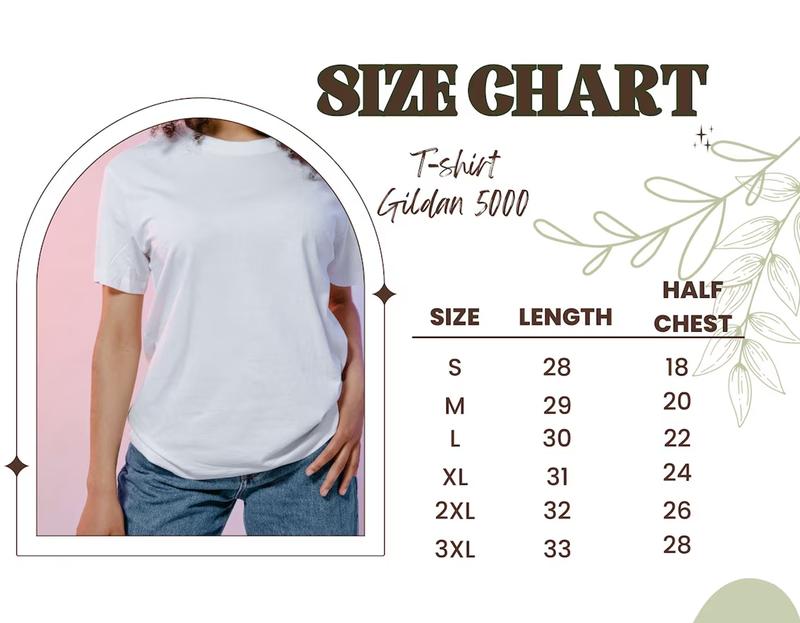 SIZE CHART
T-shirt
Gildan 5000
SIZE LENGTH HALF CHEST
S 28 18
M 29 20
L 30 22
XL 31 24
2XL 32 26
3XL 33 28